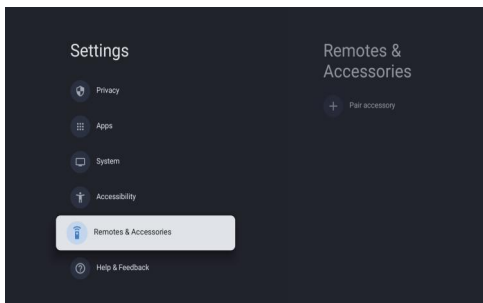 Settings
Privacy
Apps
System
Accessibility
Remotes & Accessories
Help & Feedback
Remotes &
Accessories
Pair accessory